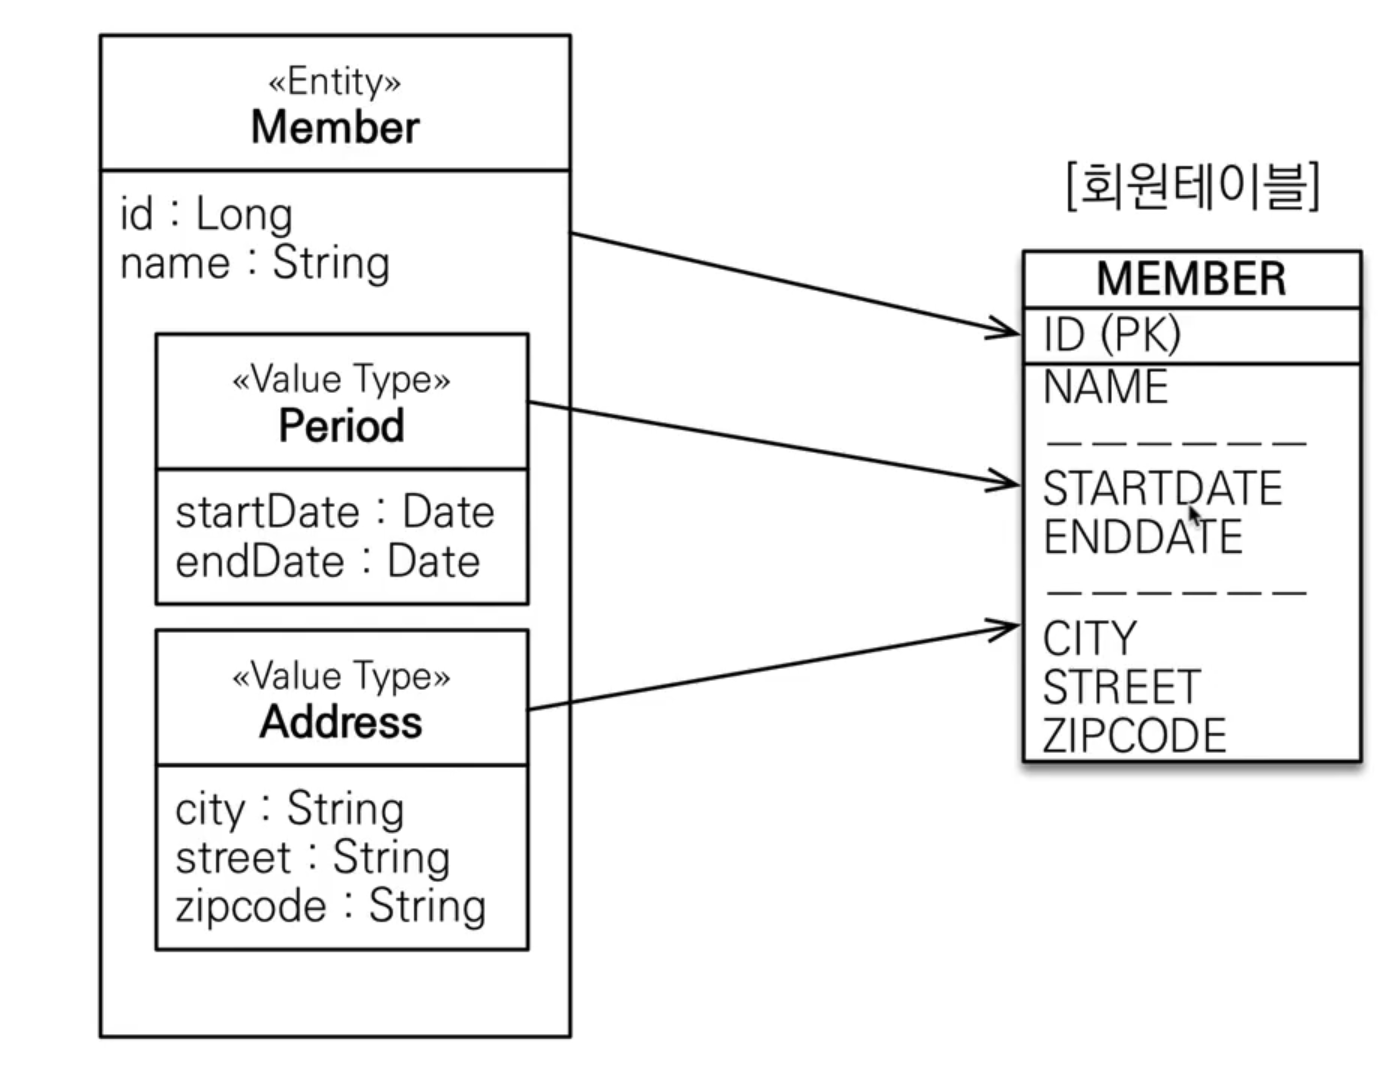 «Entity»
Member
id : Long
name : String
«Value Type»
Period
startDate : Date
endDate : Date
«Value Type»
Address
city : String
street : String
zipcode : String
[회원테이블]
MEMBER
ID (PK)
NAME
STARTDATE
ENDDATE
CITY
STREET
ZIPCODE